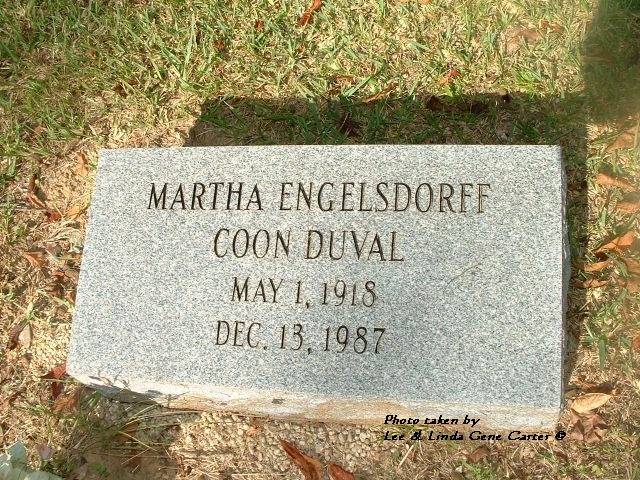 MARTHA ENGELSDORFF
COON DUVAL
MAY 1, 1918
DEC. 13, 1987
Photo taken by
Lee & Linda Gene Carter ©